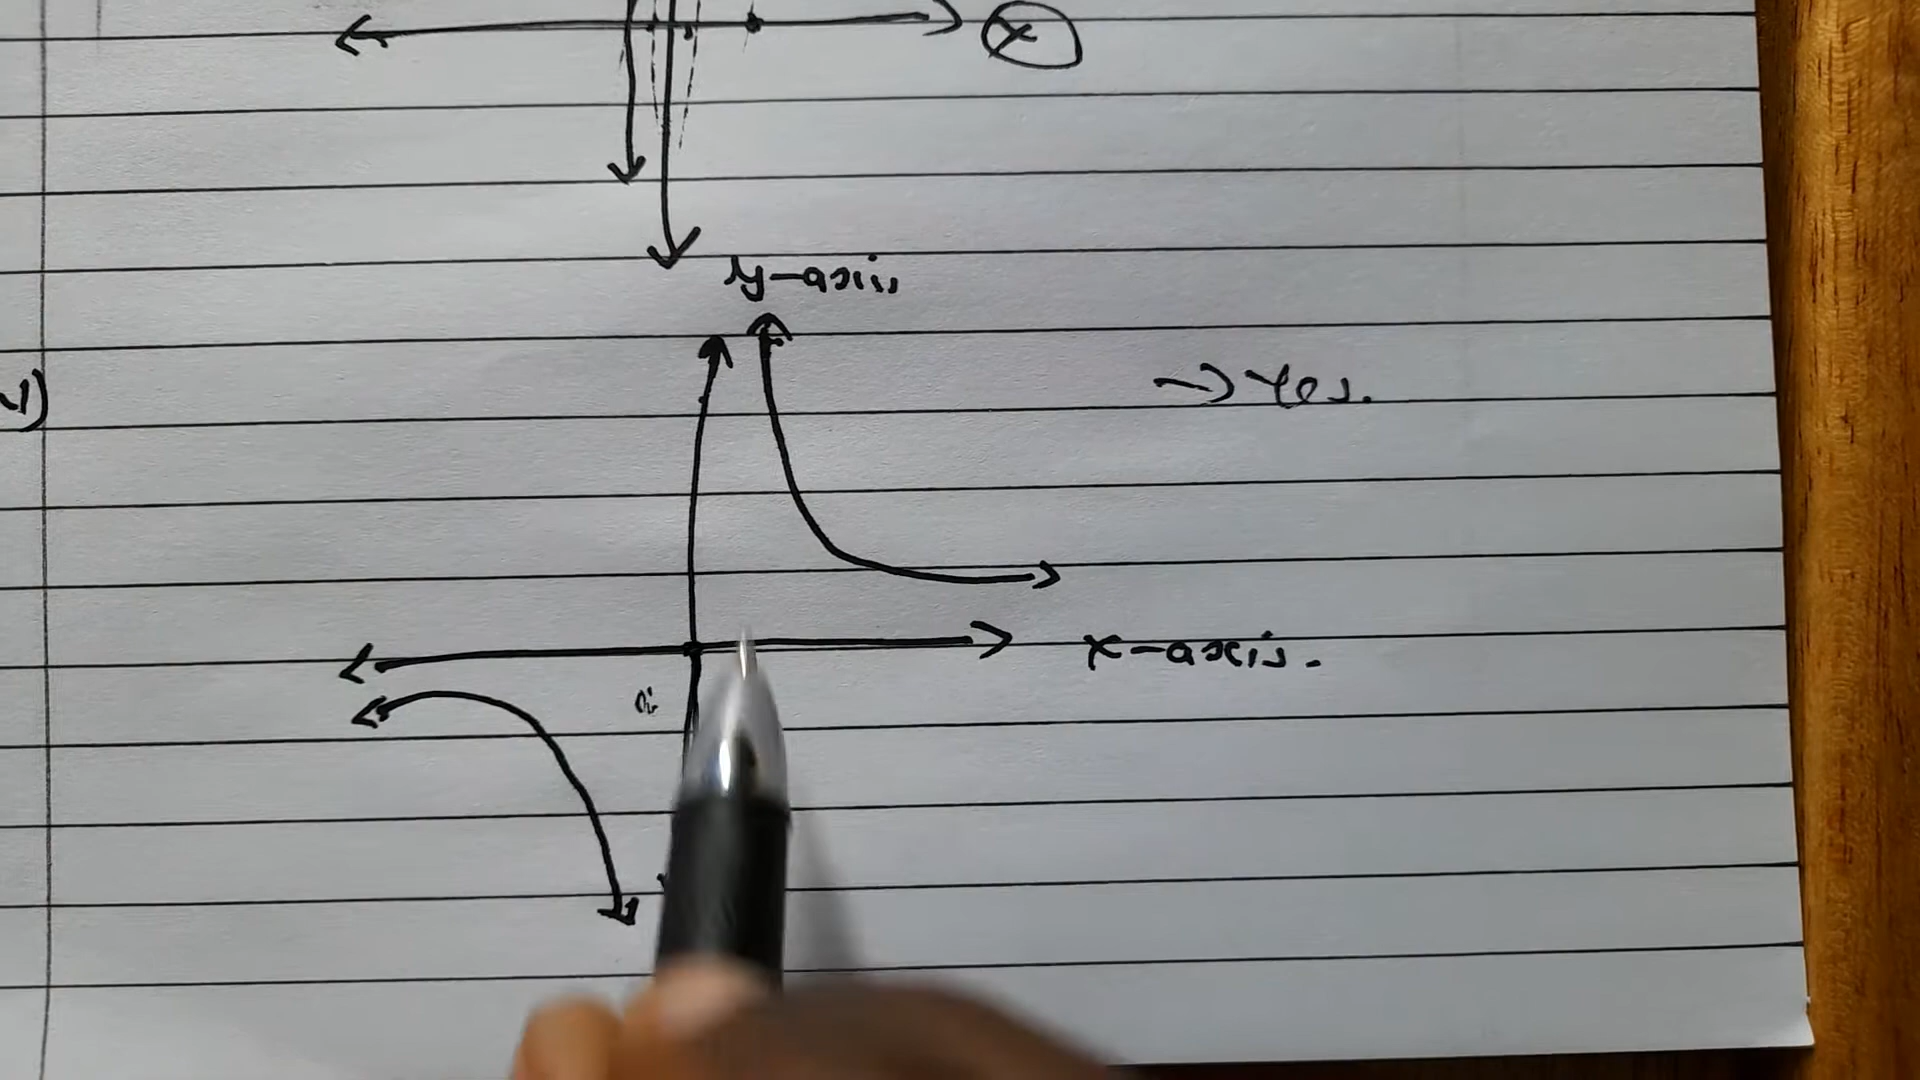 x
y-axis
v)
→ Yes.
x-axis.